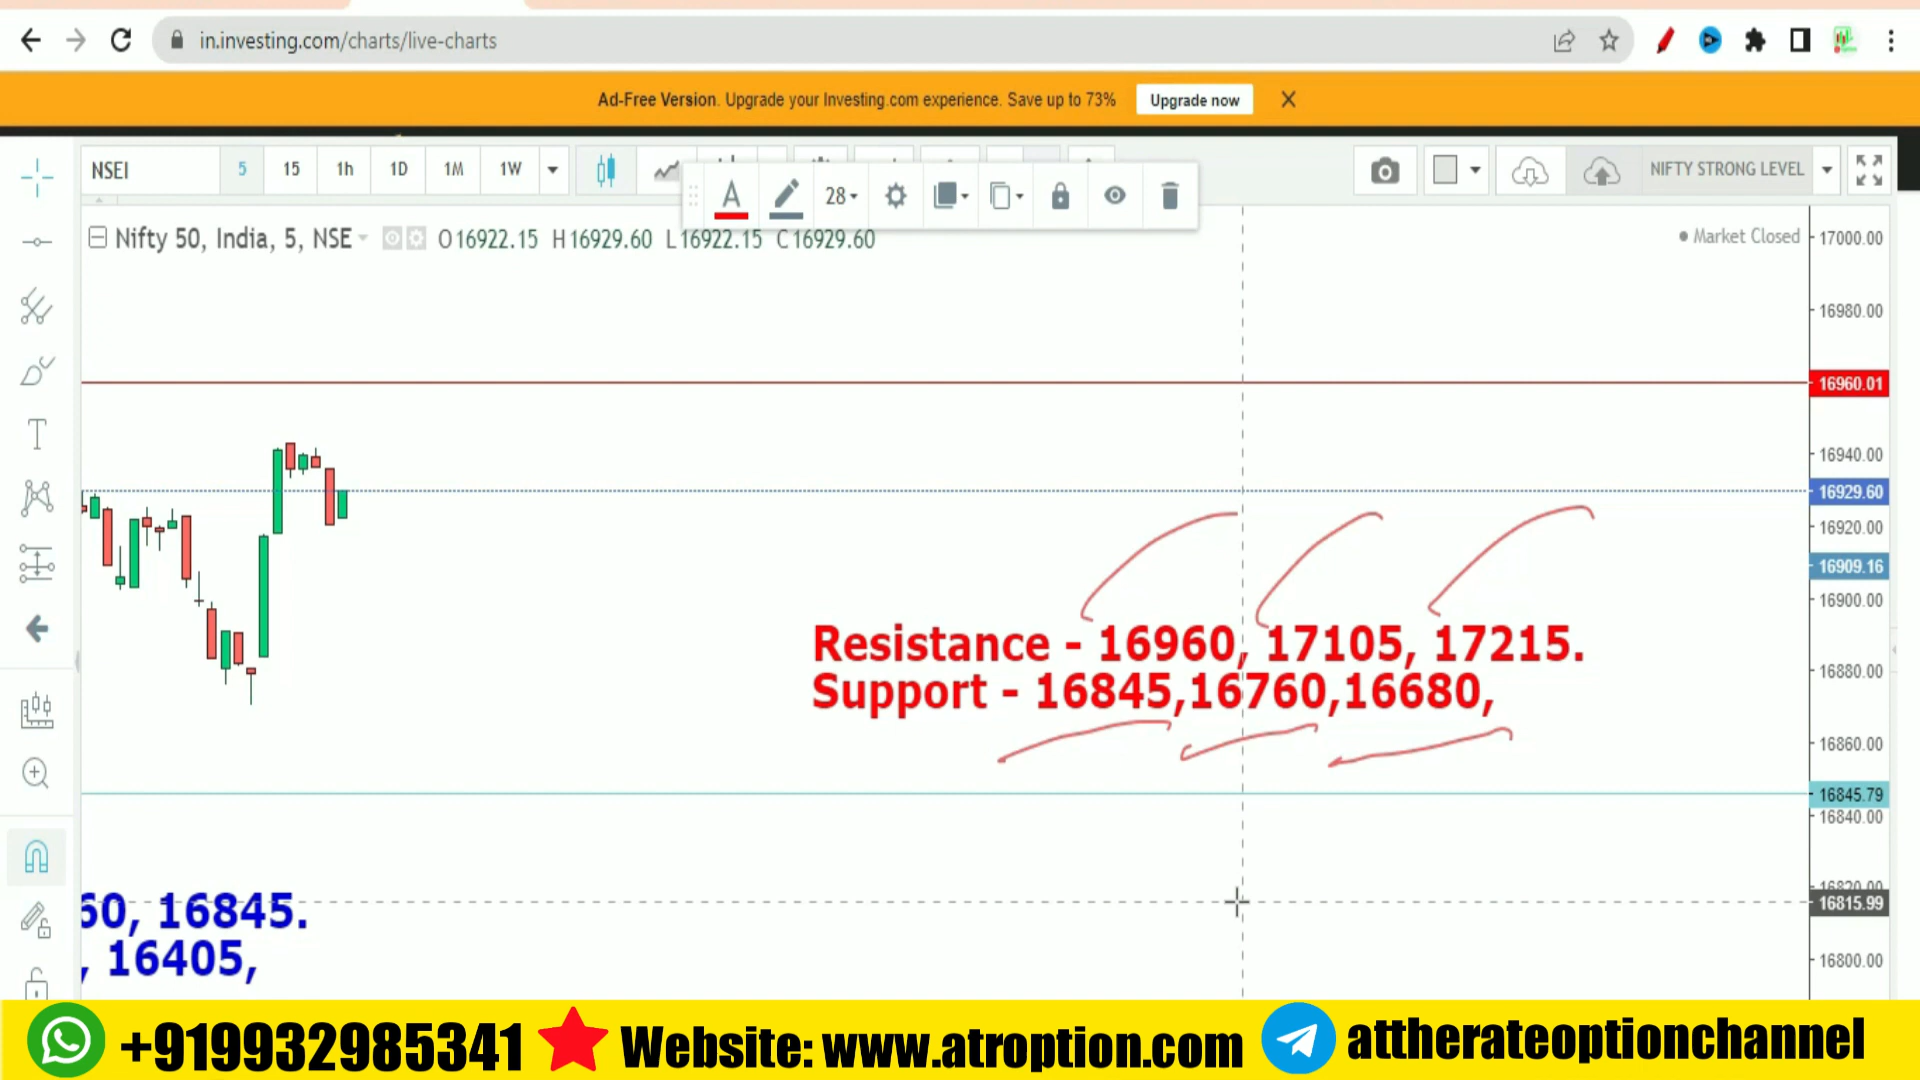 in.investing.com/charts/live-charts
Ad-Free Version. Upgrade your Investing.com experience. Save up to 73% Upgrade now
NSEI 5 15 1h 1D 1M 1W NIFTY STRONG LEVEL
A 28
Nifty 50, India, 5, NSE O 16922.15 H 16929.60 L 16922.15 C 16929.60
Market Closed
17000.00
16980.00
16960.01
16940.00
16929.60
16920.00
16909.16
16900.00
Resistance - 16960, 17105, 17215.
16880.00
Support - 16845,16760,16680,
16860.00
16845.79
16840.00
16820.00
16815.99
60, 16845.
, 16405,
16800.00
+919932985341 Website: www.atroption.com attherateoptionchannel